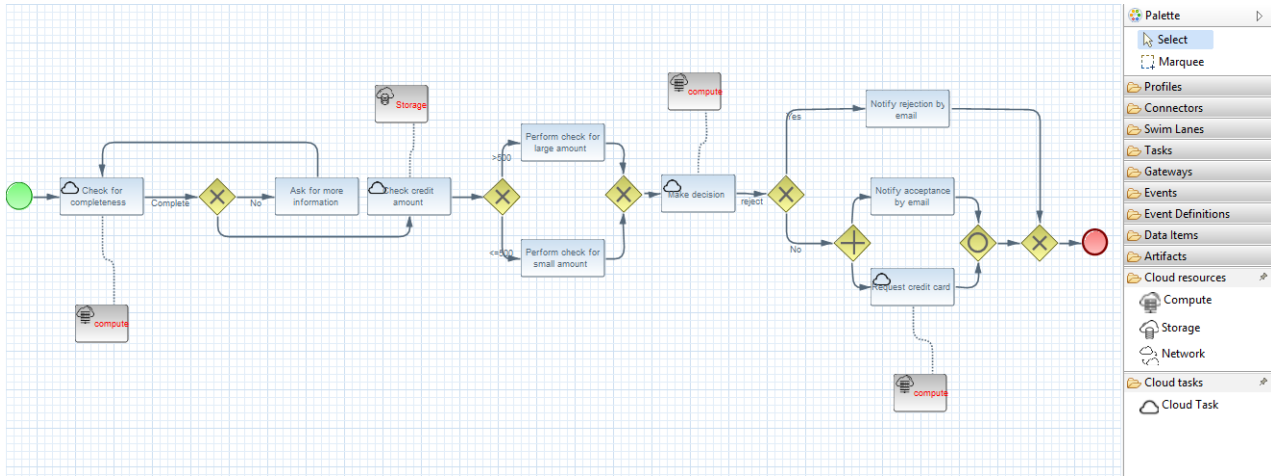 Check for
completeness
Complete
No
Ask for more
information
Storage
Check credit
amount
compute
>500
<=500
Perform check for
large amount
Perform check for
small amount
compute
Make decision
reject
Yes
No
Notify rejection by
email
Notify acceptance
by email
Request credit card
compute
Palette
Select
Marquee
Profiles
Connectors
Swim Lanes
Tasks
Gateways
Events
Event Definitions
Data Items
Artifacts
Cloud resources
Compute
Storage
Network
Cloud tasks
Cloud Task